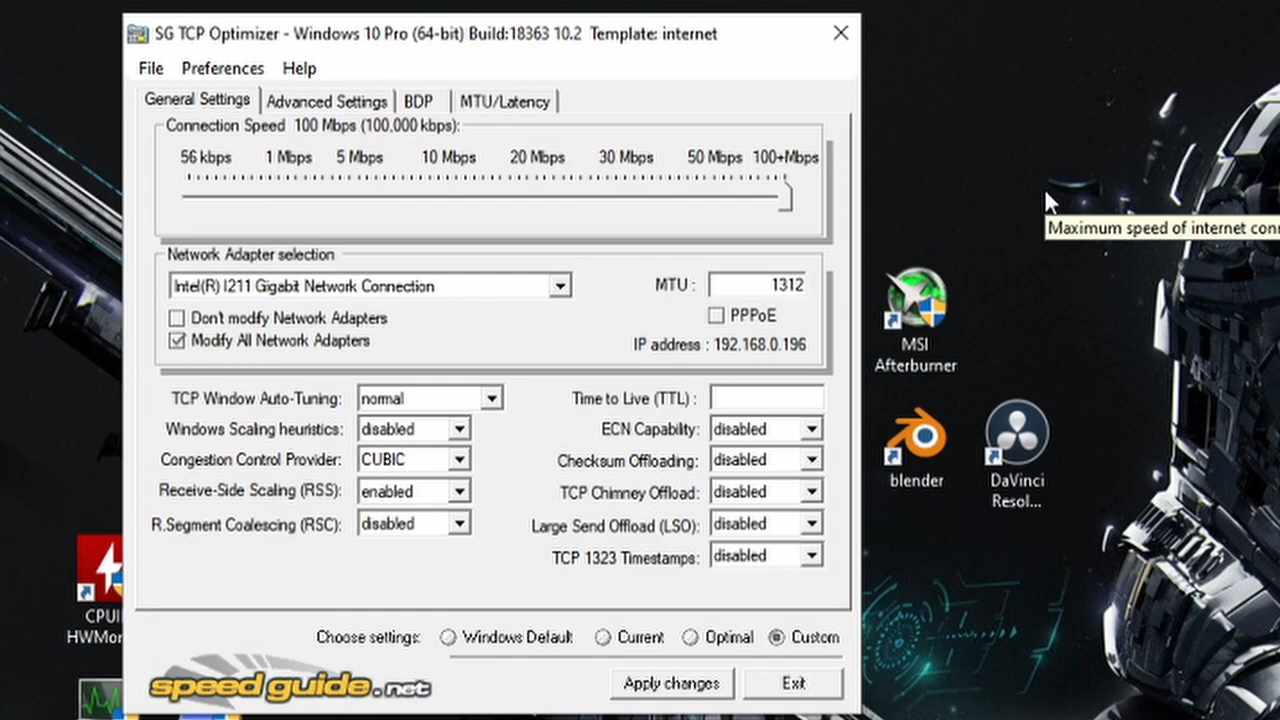 SG TCP Optimizer - Windows 10 Pro (64-bit) Build:18363 10.2 Template: internet
File Preferences Help
General Settings Advanced Settings BDP MTU/Latency
Connection Speed 100 Mbps (100,000 kbps):
56 kbps 1 Mbps 5 Mbps 10 Mbps 20 Mbps 30 Mbps 50 Mbps 100+Mbps
Maximum speed of internet
Network Adapter selection
Intel(R) I211 Gigabit Network Connection MTU : 1312
Don't modify Network Adapters PPPoE
Modify All Network Adapters IP address : 192.168.0.196
TCP Window Auto-Tuning: normal Time to Live (TTL) :
Windows Scaling heuristics: disabled ECN Capability: disabled
Congestion Control Provider: CUBIC Checksum Offloading: disabled
Receive-Side Scaling (RSS): enabled TCP Chimney Offload: disabled
R.Segment Coalescing (RSC): disabled Large Send Offload (LSO): disabled
TCP 1323 Timestamps: disabled
Choose settings: Windows Default Current Optimal Custom
speedguide.net
Apply changes Exit
MSI
Afterburner
blender
DaVinci
Resol...
CPUI
HWMor